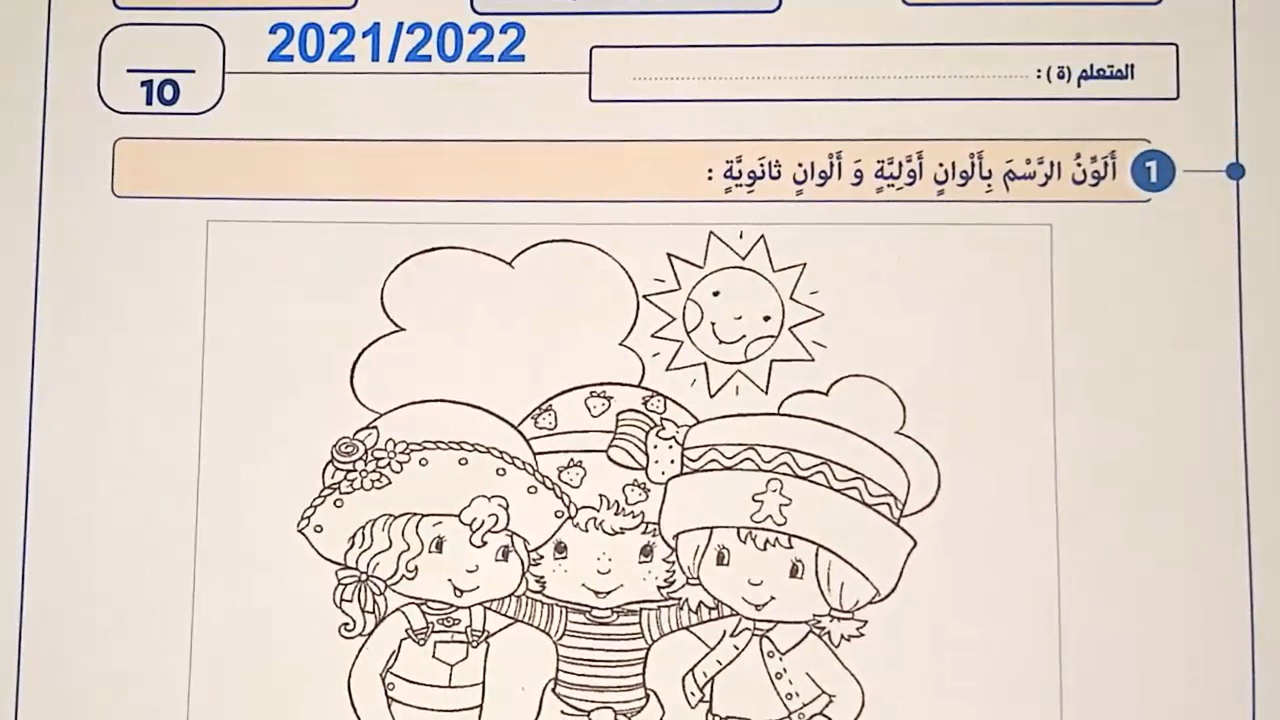 2021/2022
10
المتعلم (ة) : ........................................
1 أُلَوِّنُ الرَّسْمَ بِأَلْوانٍ أَوَّلِيَّةٍ وَ أَلْوانٍ ثانَوِيَّةٍ :